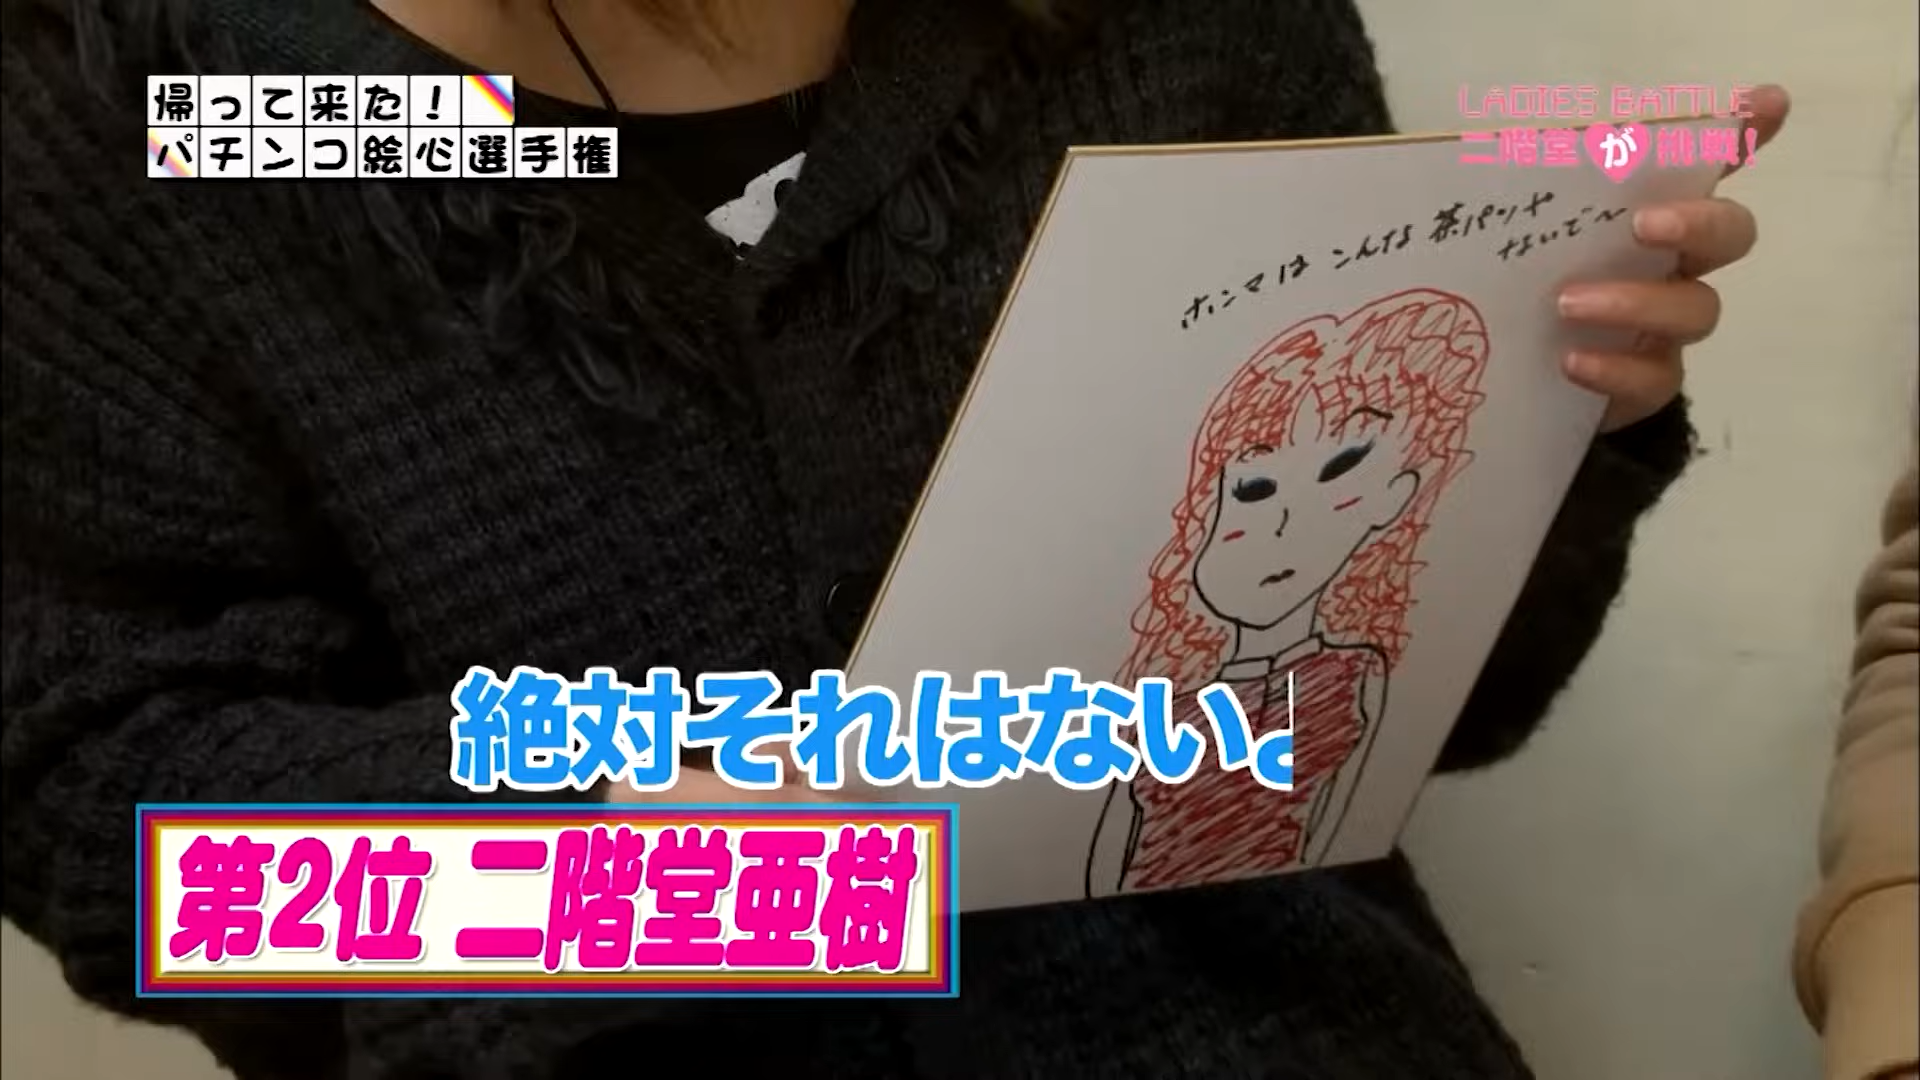 帰って来た!
パチンコ絵心選手権
LADIES BATTLE
二階堂が挑戦!
ホンマはこんな茶パツや
ないで〜
絶対それはない。
第2位 二階堂亜樹